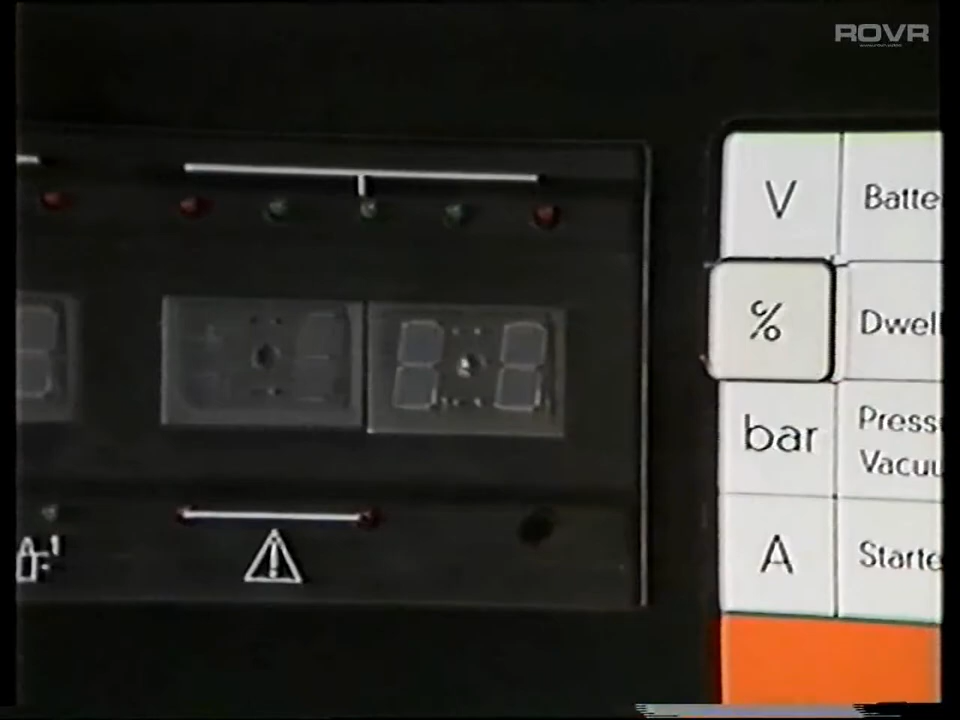 ROVR
V
Batte
%
Dwell
bar
Press
Vacuu
A
Starte